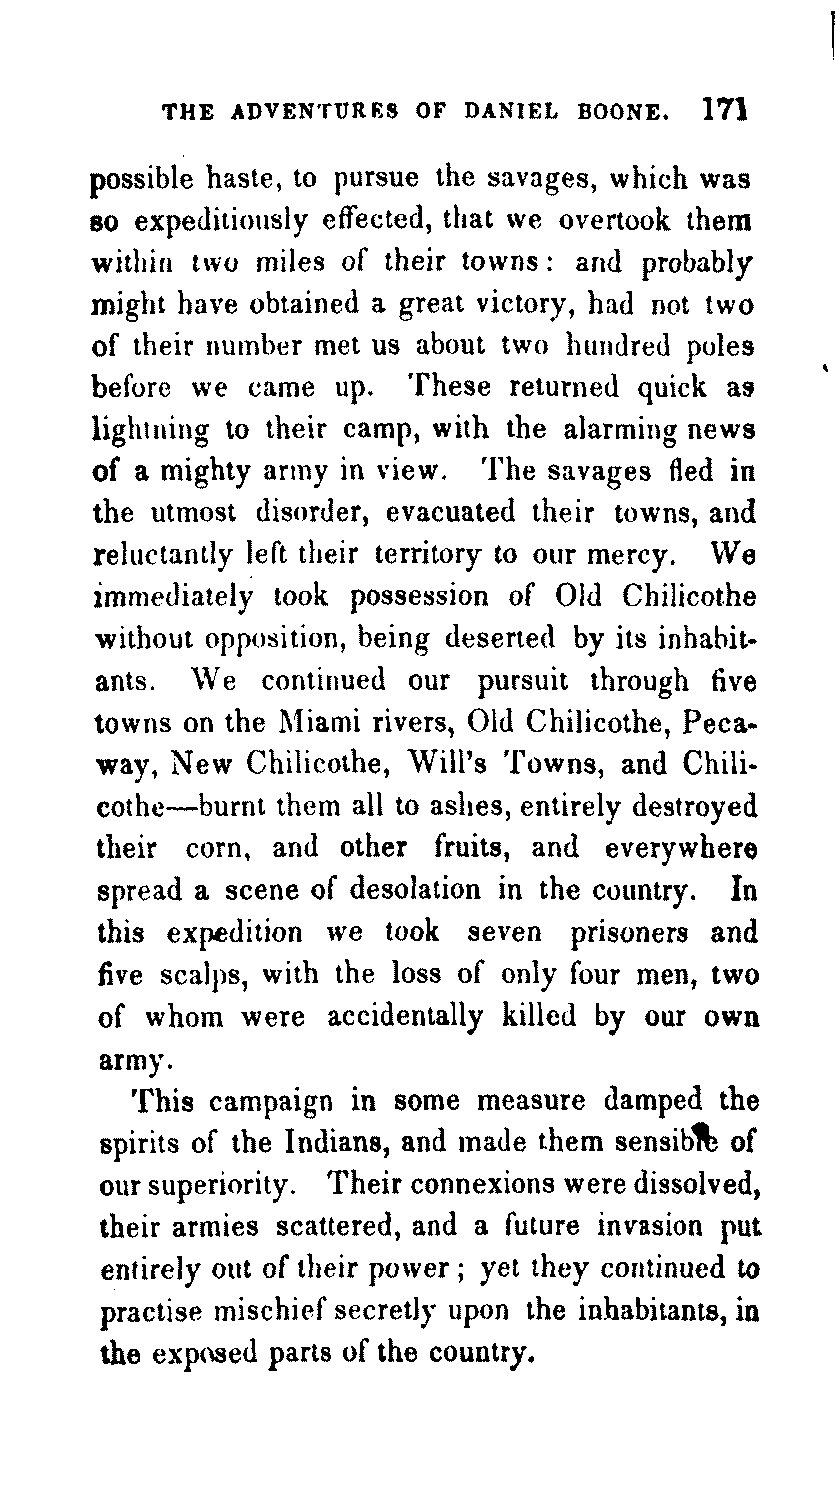 THE ADVENTURES OF DANIEL BOONE. 171
possible haste, to pursue the savages, which was
so expeditiously effected, that we overtook them
within two miles of their towns: and probably
might have obtained a great victory, had not two
of their number met us about two hundred poles
before we came up. These returned quick as
lightning to their camp, with the alarming news
of a mighty army in view. The savages fled in
the utmost disorder, evacuated their towns, and
reluctantly left their territory to our mercy. We
immediately took possession of Old Chilicothe
without opposition, being deserted by its inhabit-
ants. We continued our pursuit through five
towns on the Miami rivers, Old Chilicothe, Peca-
way, New Chilicothe, Will's Towns, and Chili-
cothe—burnt them all to ashes, entirely destroyed
their corn, and other fruits, and everywhere
spread a scene of desolation in the country. In
this expedition we took seven prisoners and
five scalps, with the loss of only four men, two
of whom were accidentally killed by our own
army.
This campaign in some measure damped the
spirits of the Indians, and made them sensible of
our superiority. Their connexions were dissolved,
their armies scattered, and a future invasion put
entirely out of their power; yet they continued to
practise mischief secretly upon the inhabitants, in
the exposed parts of the country.